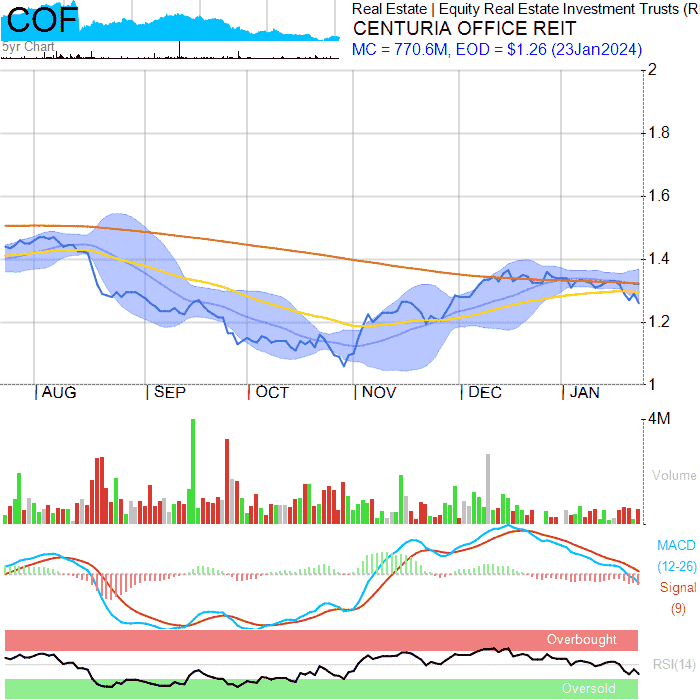 COF
5yr Chart
Real Estate | Equity Real Estate Investment Trusts (R
CENTURIA OFFICE REIT
MC = 770.6M, EOD = $1.26 (23Jan2024)
2
1.8
1.6
1.4
1.2
1
AUG SEP OCT NOV DEC JAN
4M
Volume
MACD
(12-26)
Signal
(9)
Overbought
RSI(14)
Oversold